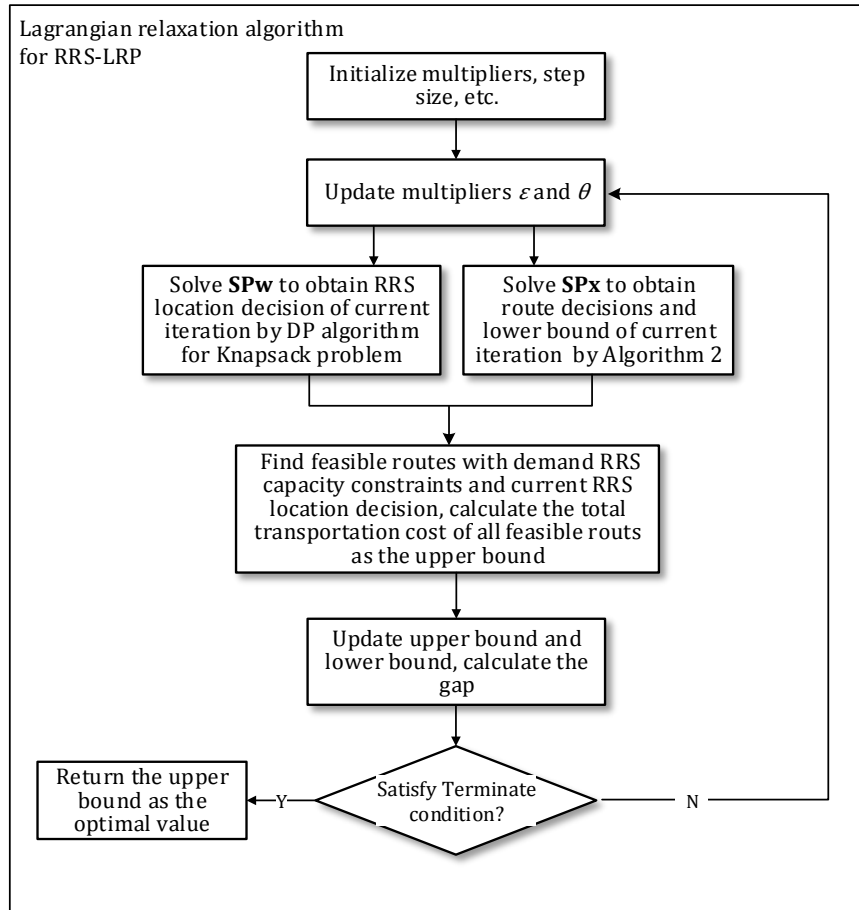 Lagrangian relaxation algorithm
for RRS-LRP
Initialize multipliers, step
size, etc.
Update multipliers ε and θ
Solve SPw to obtain RRS
location decision of current
iteration by DP algorithm
for Knapsack problem
Solve SPx to obtain
route decisions and
lower bound of current
iteration by Algorithm 2
Find feasible routes with demand RRS
capacity constraints and current RRS
location decision, calculate the total
transportation cost of all feasible routs
as the upper bound
Update upper bound and
lower bound, calculate the
gap
Satisfy Terminate
condition?
Y
N
Return the upper
bound as the
optimal value